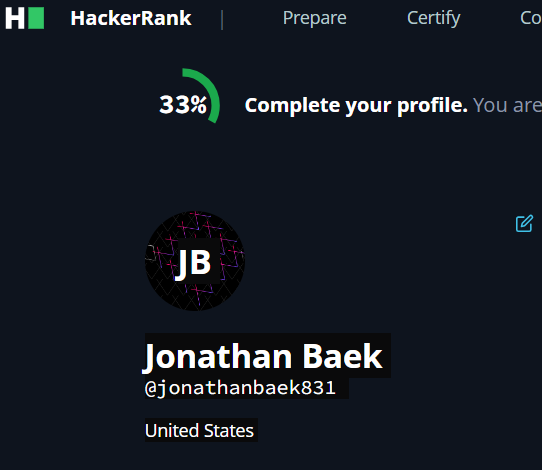 H HackerRank | Prepare Certify Co
33% Complete your profile. You are
JB
Jonathan Baek
@jonathanbaek831
United States